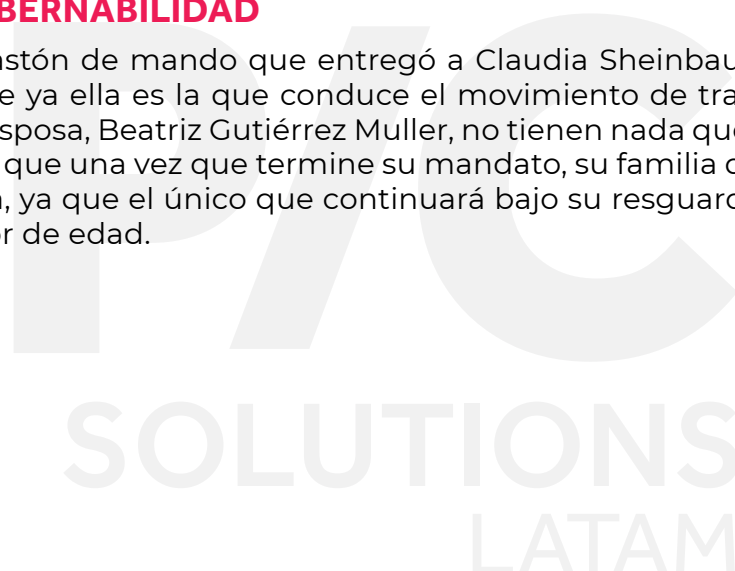 BERNABILIDAD
astón de mando que entregó a Claudia Sheinbau
e ya ella es la que conduce el movimiento de tra
sposa, Beatriz Gutiérrez Muller, no tienen nada que
que una vez que termine su mandato, su familia
, ya que el único que continuará bajo su resguard
r de edad.
P/C
SOLUTIONS
LATAM